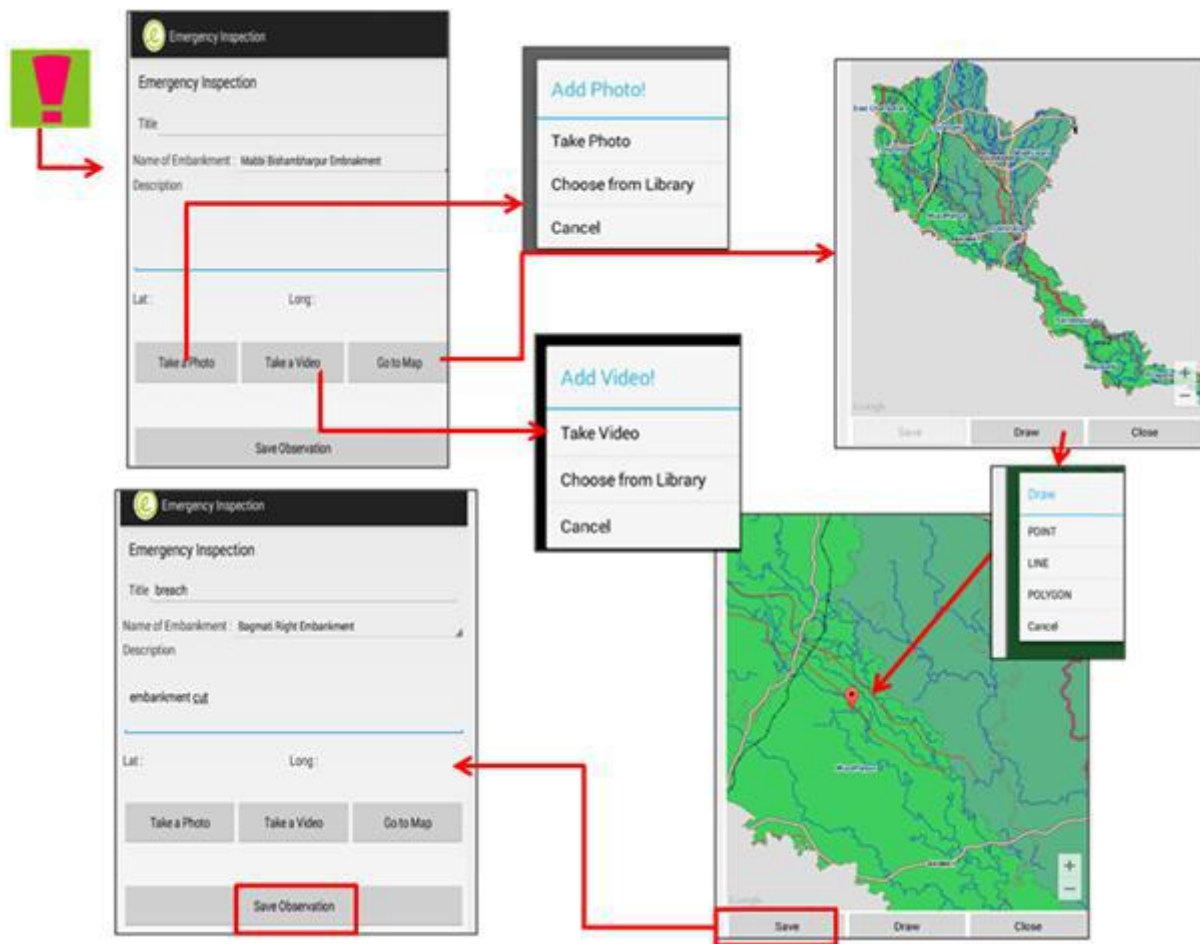 Emergency Inspection
Emergency Inspection
Title
Name of Embankment : Mabbi Bishambharpur Embnakment
Description
Lat :
Long :
Take a Photo
Take a Video
Go to Map
Save Observation
Add Photo!
Take Photo
Choose from Library
Cancel
Add Video!
Take Video
Choose from Library
Cancel
Save
Draw
Close
Draw
POINT
LINE
POLYGON
Cancel
Save
Draw
Close
Emergency Inspection
Emergency Inspection
Title breach
Name of Embankment : Bagmati Right Embankment
Description
embankment cut
Lat :
Long :
Take a Photo
Take a Video
Go to Map
Save Observation